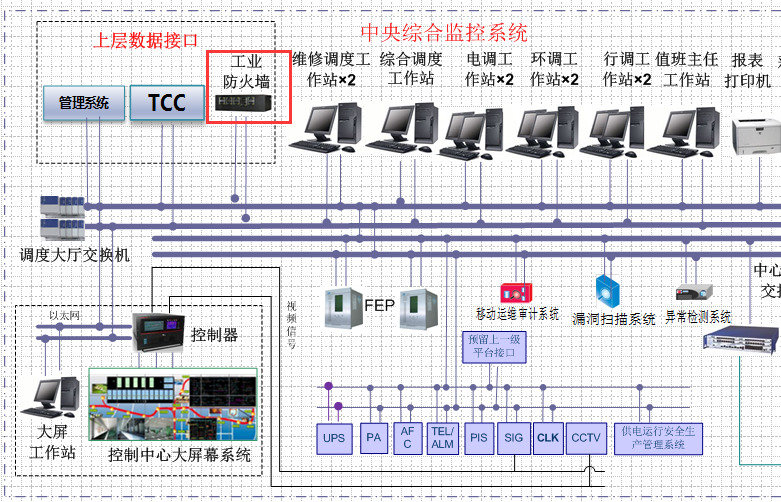 中央综合监控系统
上层数据接口
工业
防火墙
管理系统
TCC
维修调度工
作站×2
综合调度
工作站
电调工
作站×2
环调工
作站×2
行调工
作站×2
值班主任
工作站
报表
打印机
调度大厅交换机
以太网
控制器
视频信号
FEP
移动运维审计系统
漏洞扫描系统
异常检测系统
中心
交换
预留上一级
平台接口
大屏
工作站
控制中心大屏幕系统
UPS
PA
AF
C
TEL/
ALM
PIS
SIG
CLK
CCTV
供电运行安全生
产管理系统